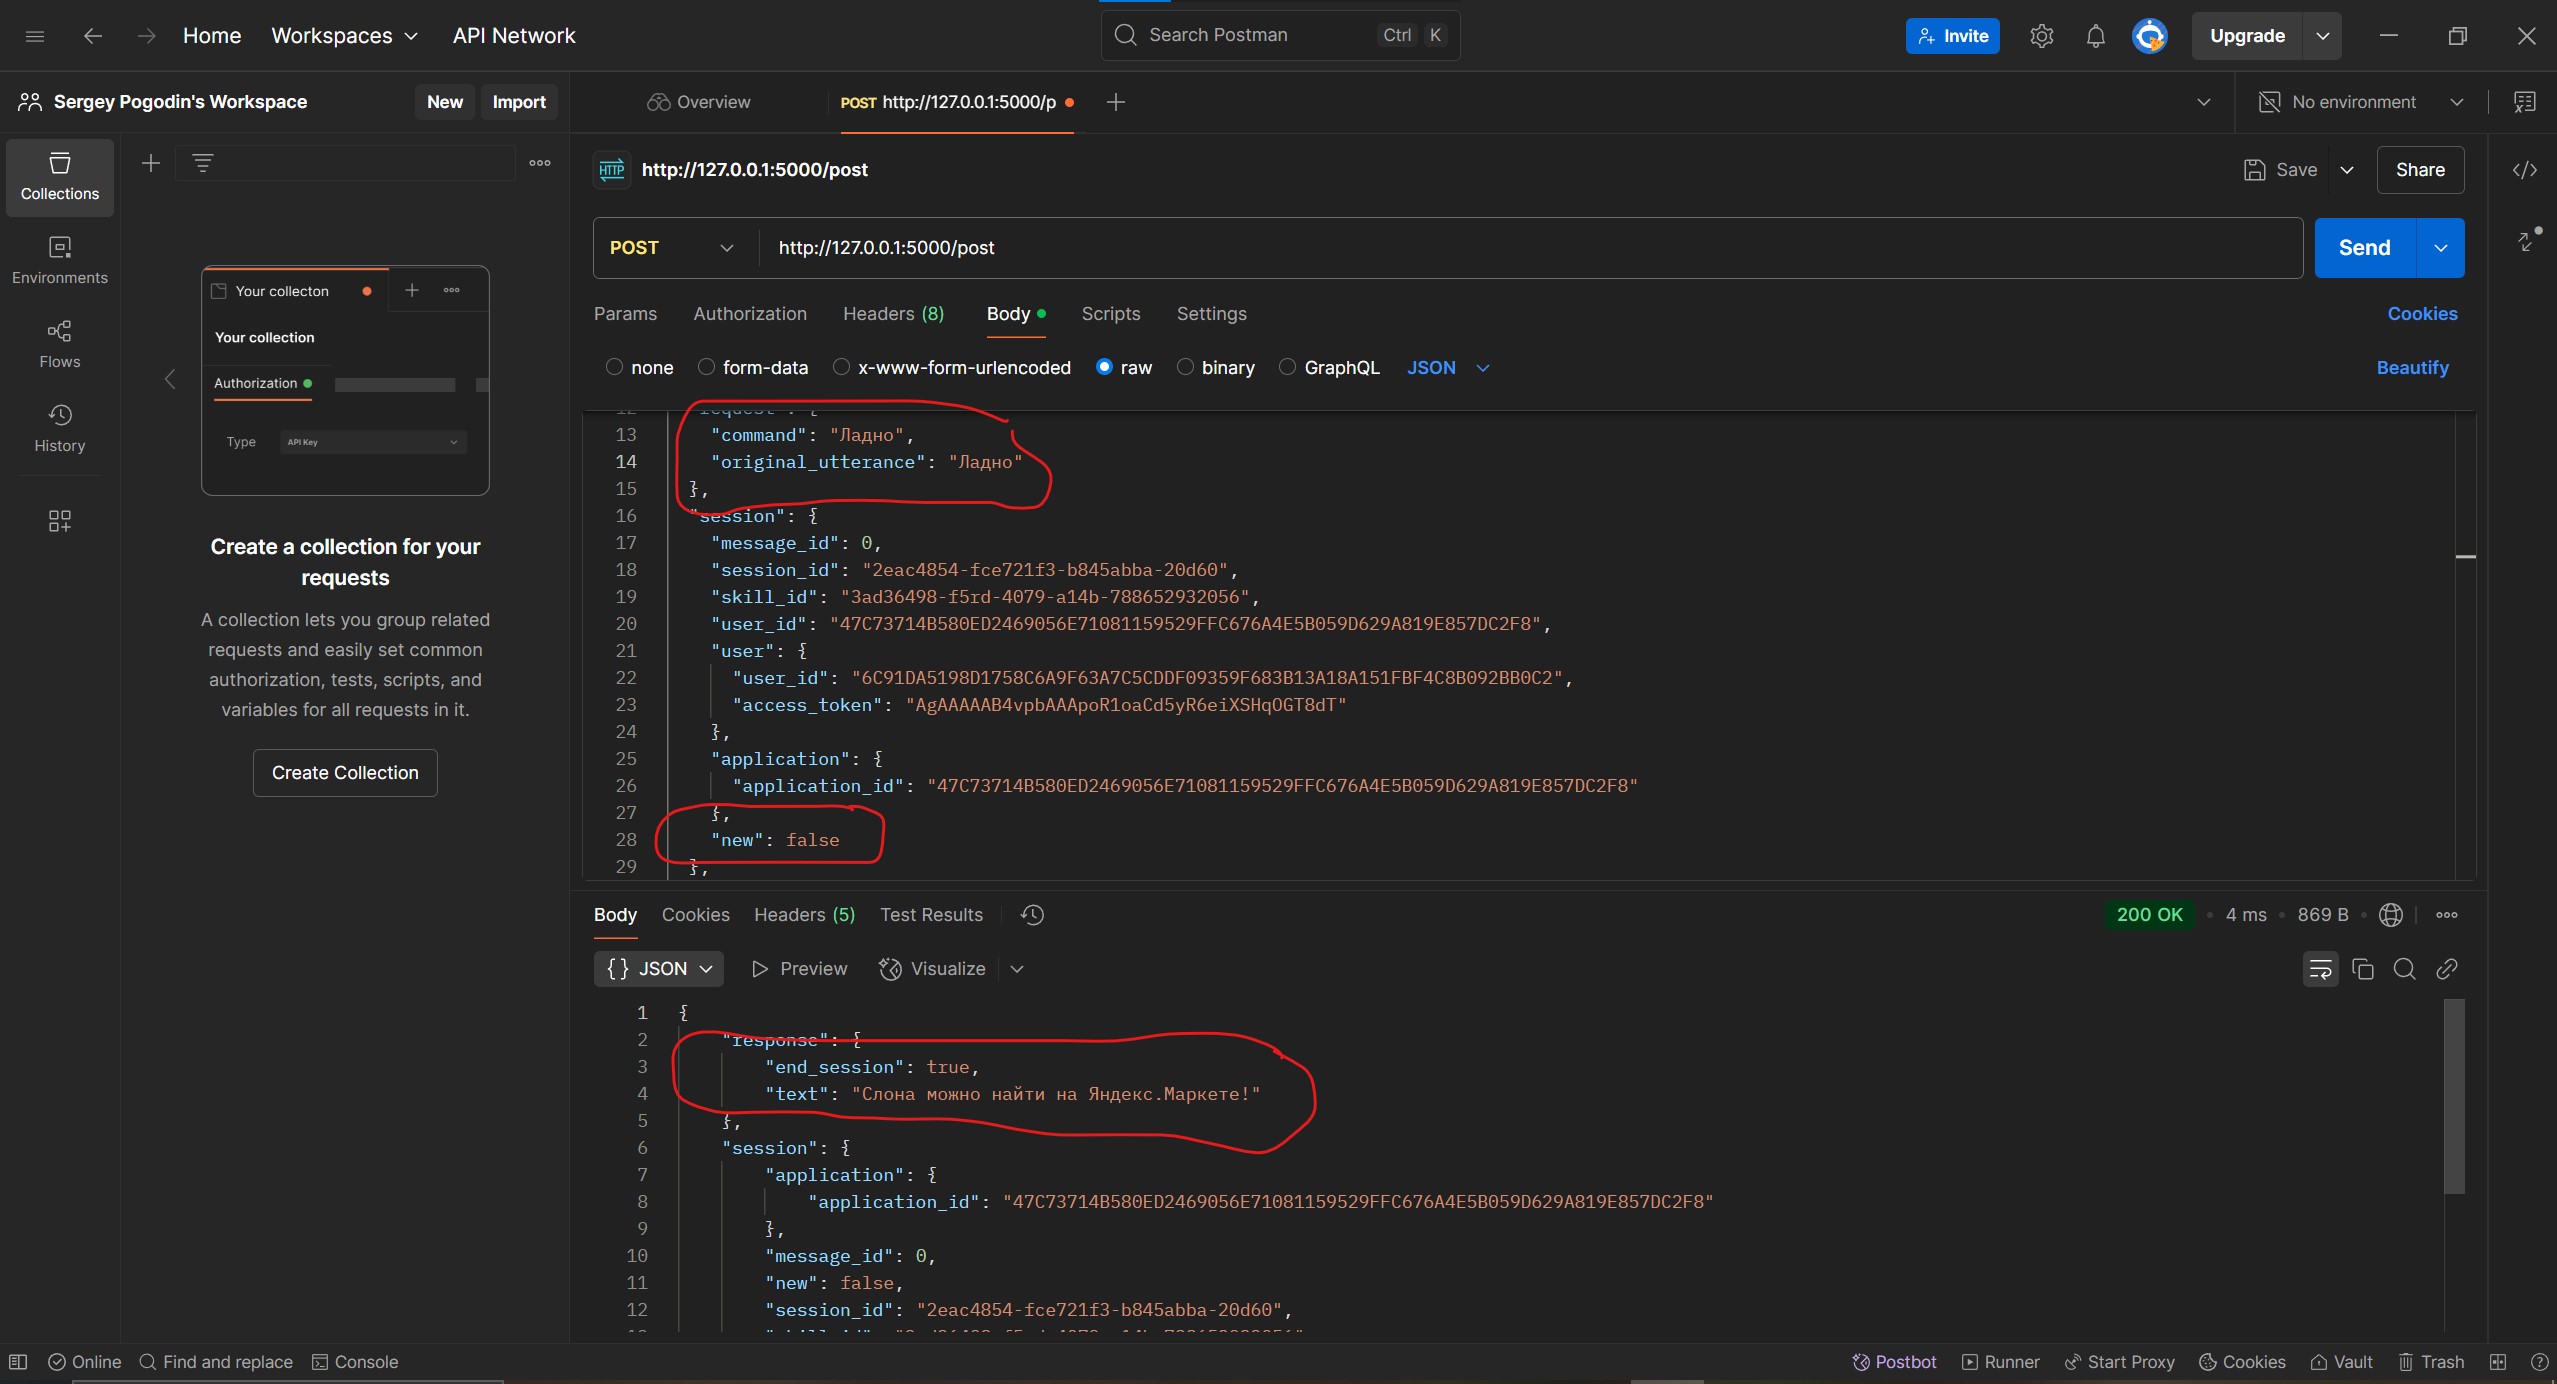 Home Workspaces API Network Search Postman Ctrl K Invite Upgrade
Sergey Pogodin's Workspace New Import Overview POST http://127.0.0.1:5000/p No environment
Collections
Environments
Flows
History
Your collecton
Your collection
Authorization
Type API Key
Create a collection for your
requests
A collection lets you group related
requests and easily set common
authorization, tests, scripts, and
variables for all requests in it.
Create Collection
HTTP http://127.0.0.1:5000/post Save Share
POST http://127.0.0.1:5000/post Send
Params Authorization Headers (8) Body Scripts Settings Cookies
none form-data x-www-form-urlencoded raw binary GraphQL JSON Beautify
12 "request": {
13 "command": "Ладно",
14 "original_utterance": "Ладно"
15 },
16 "session": {
17 "message_id": 0,
18 "session_id": "2eac4854-fce721f3-b845abba-20d60",
19 "skill_id": "3ad36498-f5rd-4079-a14b-788652932056",
20 "user_id": "47C73714B580ED2469056E71081159529FFC676A4E5B059D629A819E857DC2F8",
21 "user": {
22 "user_id": "6C91DA5198D1758C6A9F63A7C5CDDF09359F683B13A18A151FBF4C8B092BB0C2",
23 "access_token": "AgAAAAAB4vpbAAApoR1oaCd5yR6eiXSHqOGT8dT"
24 },
25 "application": {
26 "application_id": "47C73714B580ED2469056E71081159529FFC676A4E5B059D629A819E857DC2F8"
27 },
28 "new": false
29 },
Body Cookies Headers (5) Test Results 200 OK 4 ms 869 B
{} JSON Preview Visualize
1 {
2 "response": {
3 "end_session": true,
4 "text": "Слона можно найти на Яндекс.Маркете!"
5 },
6 "session": {
7 "application": {
8 "application_id": "47C73714B580ED2469056E71081159529FFC676A4E5B059D629A819E857DC2F8"
9 },
10 "message_id": 0,
11 "new": false,
12 "session_id": "2eac4854-fce721f3-b845abba-20d60",
Online Find and replace Console Postbot Runner Start Proxy Cookies Vault Trash